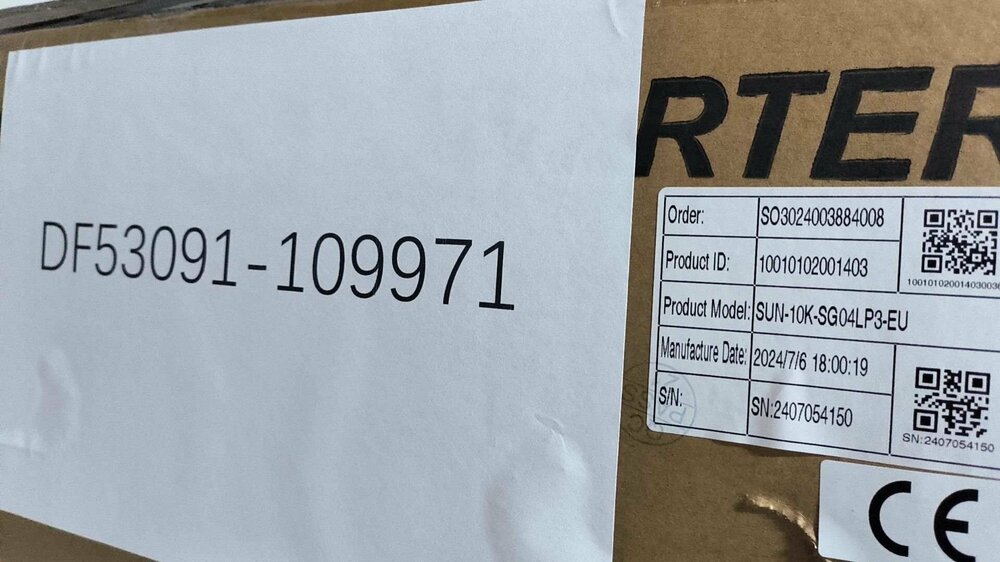 RTER
DF53091-109971
Order: SO3024003884008
Product ID: 10010102001403
Product Model: SUN-10K-SG04LP3-EU
Manufacture Date: 2024/7/6 18:00:19
S/N: SN:2407054150
SN:2407054150
CE